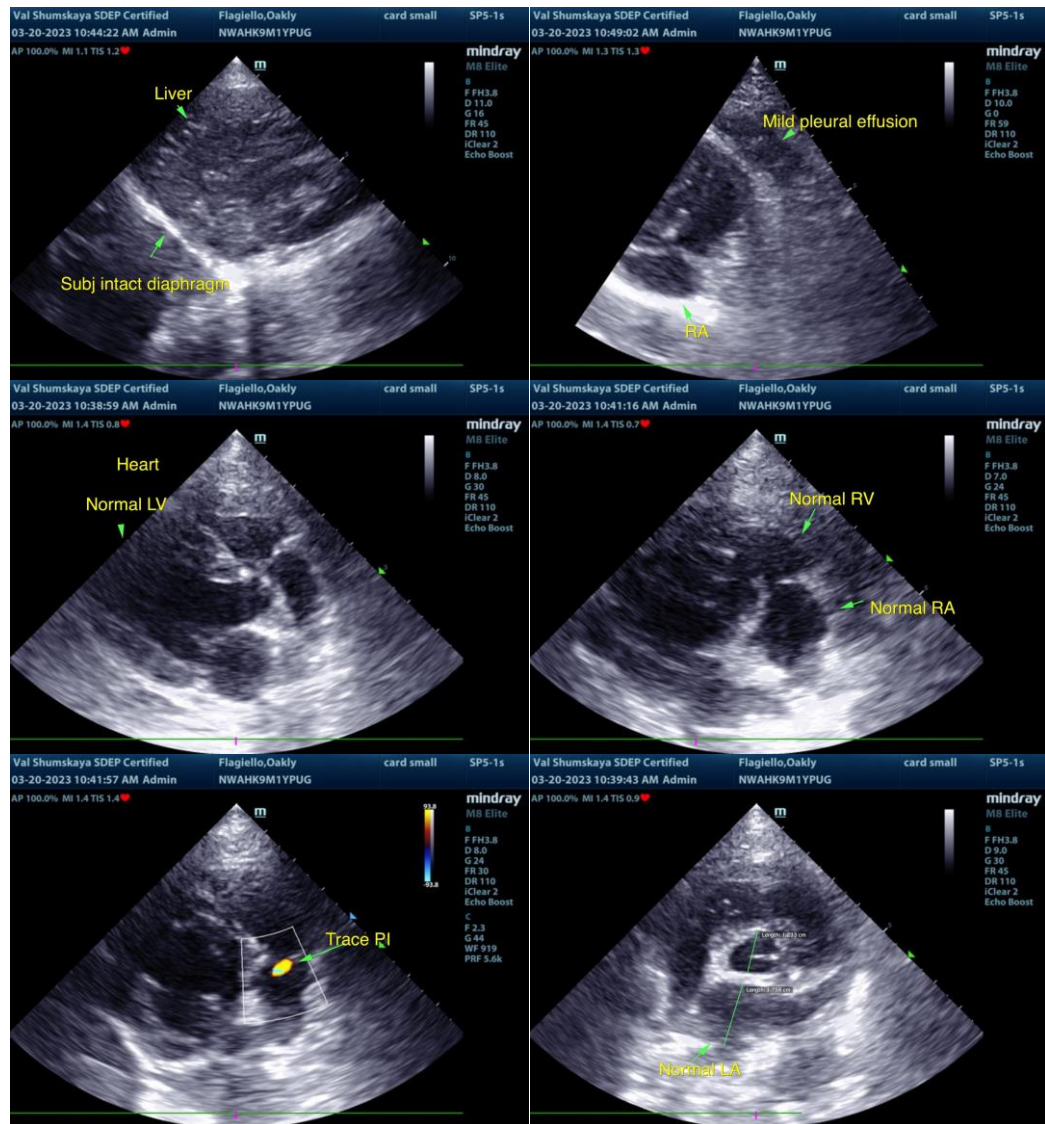 Val Shumskaya SDEP Certified Flagiello,Oakly card small SP5-1s
03-20-2023 10:44:22 AM Admin NWAHK9M1YPUG
AP 100.0% MI 1.1 TIS 1.2
mindray
M8 Elite
m
B
F FH3.8
D 11.0
G 16
FR 45
DR 110
iClear 2
Echo Boost
Liver
5
Subj intact diaphragm
10
Val Shumskaya SDEP Certified Flagiello,Oakly card small SP5-1s
03-20-2023 10:49:02 AM Admin NWAHK9M1YPUG
AP 100.0% MI 1.3 TIS 1.3
mindray
M8 Elite
m
B
F FH3.8
D 10.0
G 0
FR 59
DR 110
iClear 2
Echo Boost
Mild pleural effusion
5
RA
Val Shumskaya SDEP Certified Flagiello,Oakly card small SP5-1s
03-20-2023 10:38:59 AM Admin NWAHK9M1YPUG
AP 100.0% MI 1.4 TIS 0.8
mindray
M8 Elite
m
B
F FH3.8
D 8.0
G 30
FR 45
DR 110
iClear 2
Echo Boost
Heart
Normal LV
5
Val Shumskaya SDEP Certified Flagiello,Oakly card small SP5-1s
03-20-2023 10:41:16 AM Admin NWAHK9M1YPUG
AP 100.0% MI 1.4 TIS 0.7
mindray
M8 Elite
m
B
F FH3.8
D 7.0
G 24
FR 45
DR 110
iClear 2
Echo Boost
Normal RV
5
Normal RA
Val Shumskaya SDEP Certified Flagiello,Oakly card small SP5-1s
03-20-2023 10:41:57 AM Admin NWAHK9M1YPUG
AP 100.0% MI 1.4 TIS 1.4
mindray
M8 Elite
m
93.8
-93.8
B
F FH3.8
D 8.0
G 24
FR 30
DR 110
iClear 2
Echo Boost
C
F 2.3
G 44
WF 919
PRF 5.6k
Trace PI
Val Shumskaya SDEP Certified Flagiello,Oakly card small SP5-1s
03-20-2023 10:39:43 AM Admin NWAHK9M1YPUG
AP 100.0% MI 1.4 TIS 0.9
mindray
M8 Elite
m
B
F FH3.8
D 9.0
G 30
FR 45
DR 110
iClear 2
Echo Boost
Length: cm
Length: cm
Normal LA